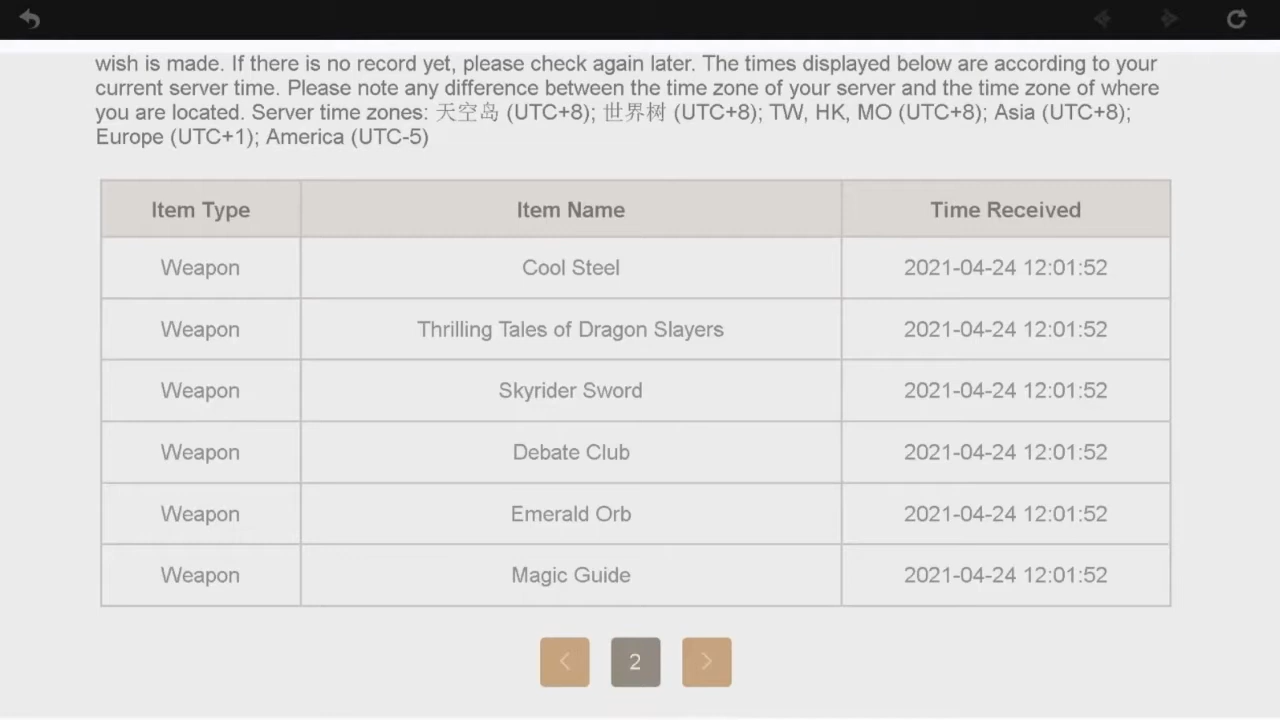 wish is made. If there is no record yet, please check again later. The times displayed below are according to your
current server time. Please note any difference between the time zone of your server and the time zone of where
you are located. Server time zones: 天空岛 (UTC+8); 世界树 (UTC+8); TW, HK, MO (UTC+8); Asia (UTC+8);
Europe (UTC+1); America (UTC-5)
Item Type Item Name Time Received
Weapon Cool Steel 2021-04-24 12:01:52
Weapon Thrilling Tales of Dragon Slayers 2021-04-24 12:01:52
Weapon Skyrider Sword 2021-04-24 12:01:52
Weapon Debate Club 2021-04-24 12:01:52
Weapon Emerald Orb 2021-04-24 12:01:52
Weapon Magic Guide 2021-04-24 12:01:52
2